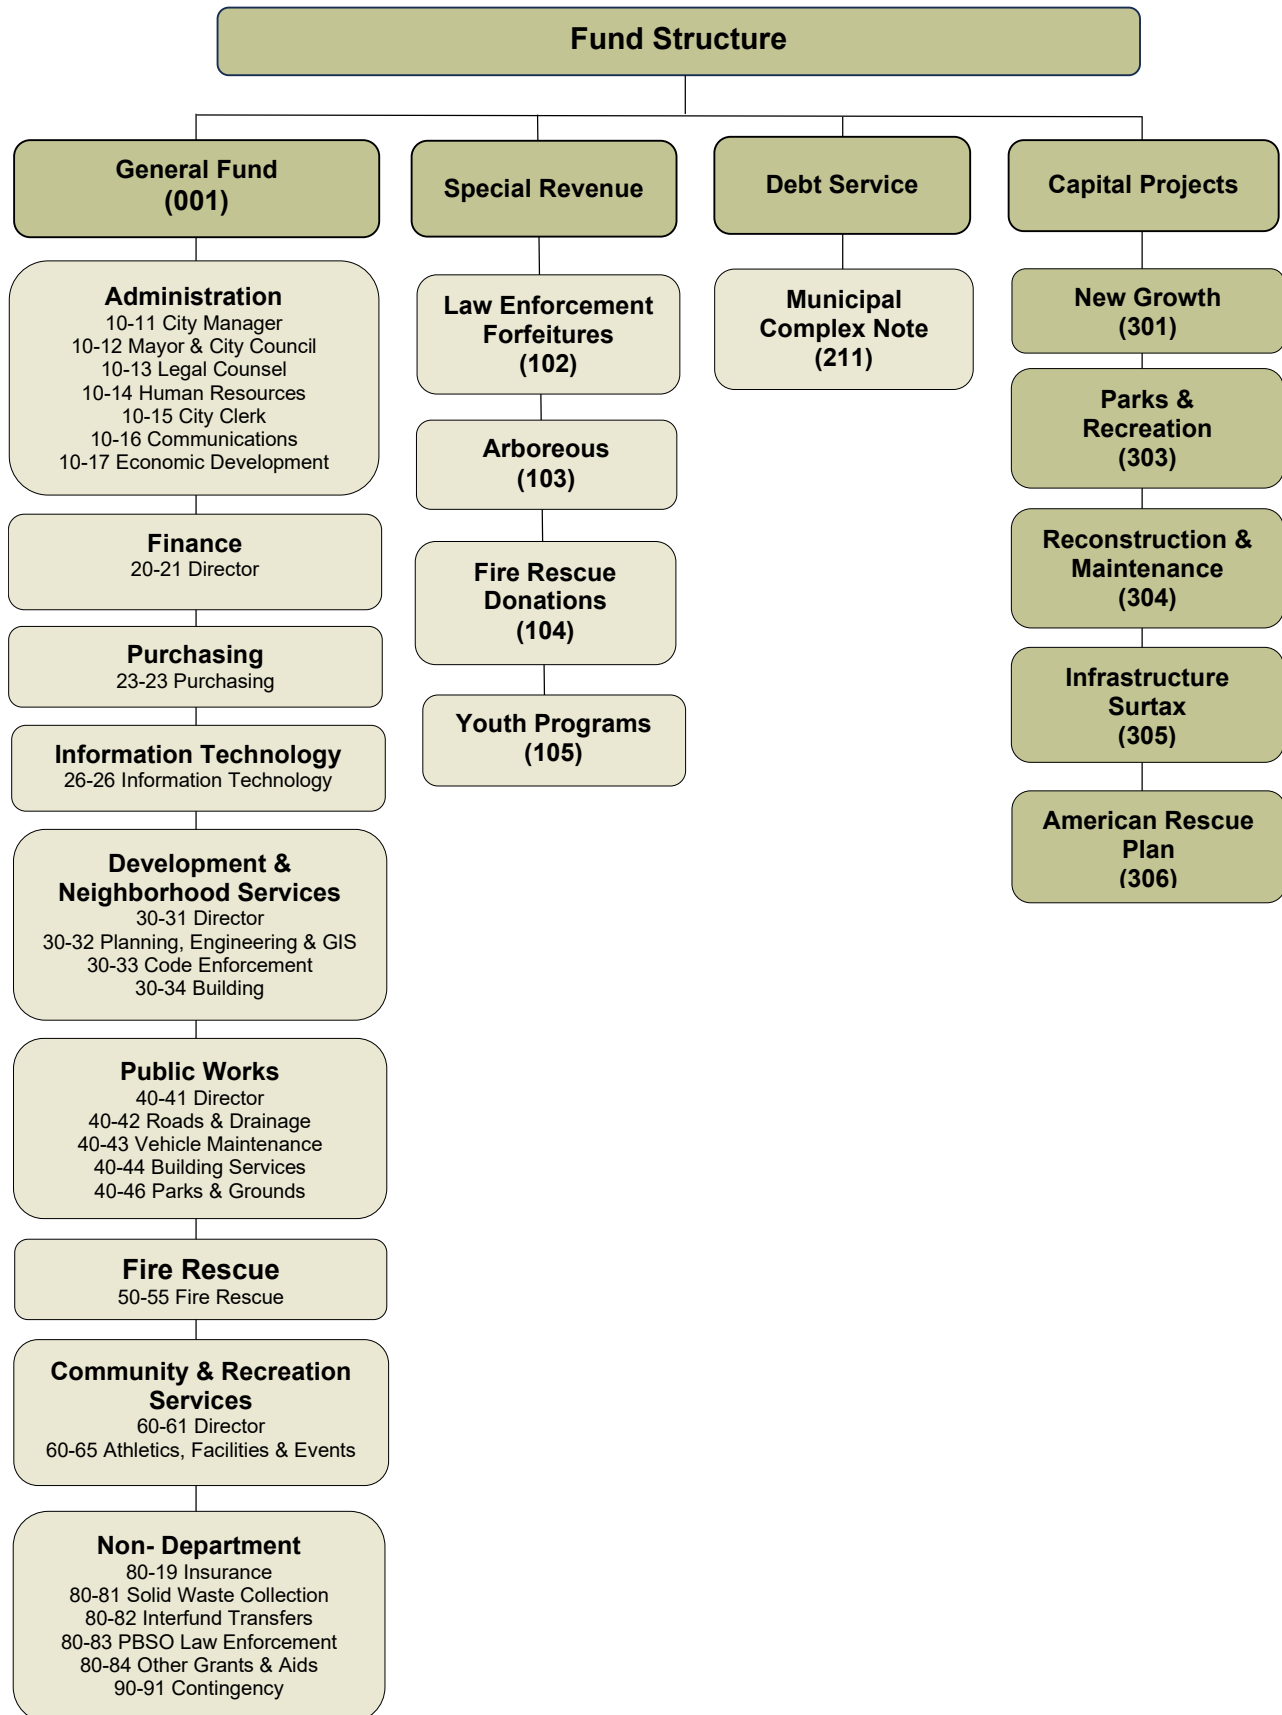 Fund Structure
General Fund
(001)
Administration
10-11 City Manager
10-12 Mayor & City Council
10-13 Legal Counsel
10-14 Human Resources
10-15 City Clerk
10-16 Communications
10-17 Economic Development
Finance
20-21 Director
Purchasing
23-23 Purchasing
Information Technology
26-26 Information Technology
Development &
Neighborhood Services
30-31 Director
30-32 Planning, Engineering & GIS
30-33 Code Enforcement
30-34 Building
Public Works
40-41 Director
40-42 Roads & Drainage
40-43 Vehicle Maintenance
40-44 Building Services
40-46 Parks & Grounds
Fire Rescue
50-55 Fire Rescue
Community & Recreation
Services
60-61 Director
60-65 Athletics, Facilities & Events
Non- Department
80-19 Insurance
80-81 Solid Waste Collection
80-82 Interfund Transfers
80-83 PBSO Law Enforcement
80-84 Other Grants & Aids
90-91 Contingency
Special Revenue
Law Enforcement
Forfeitures
(102)
Arboreous
(103)
Fire Rescue
Donations
(104)
Youth Programs
(105)
Debt Service
Municipal
Complex Note
(211)
Capital Projects
New Growth
(301)
Parks &
Recreation
(303)
Reconstruction &
Maintenance
(304)
Infrastructure
Surtax
(305)
American Rescue
Plan
(306)